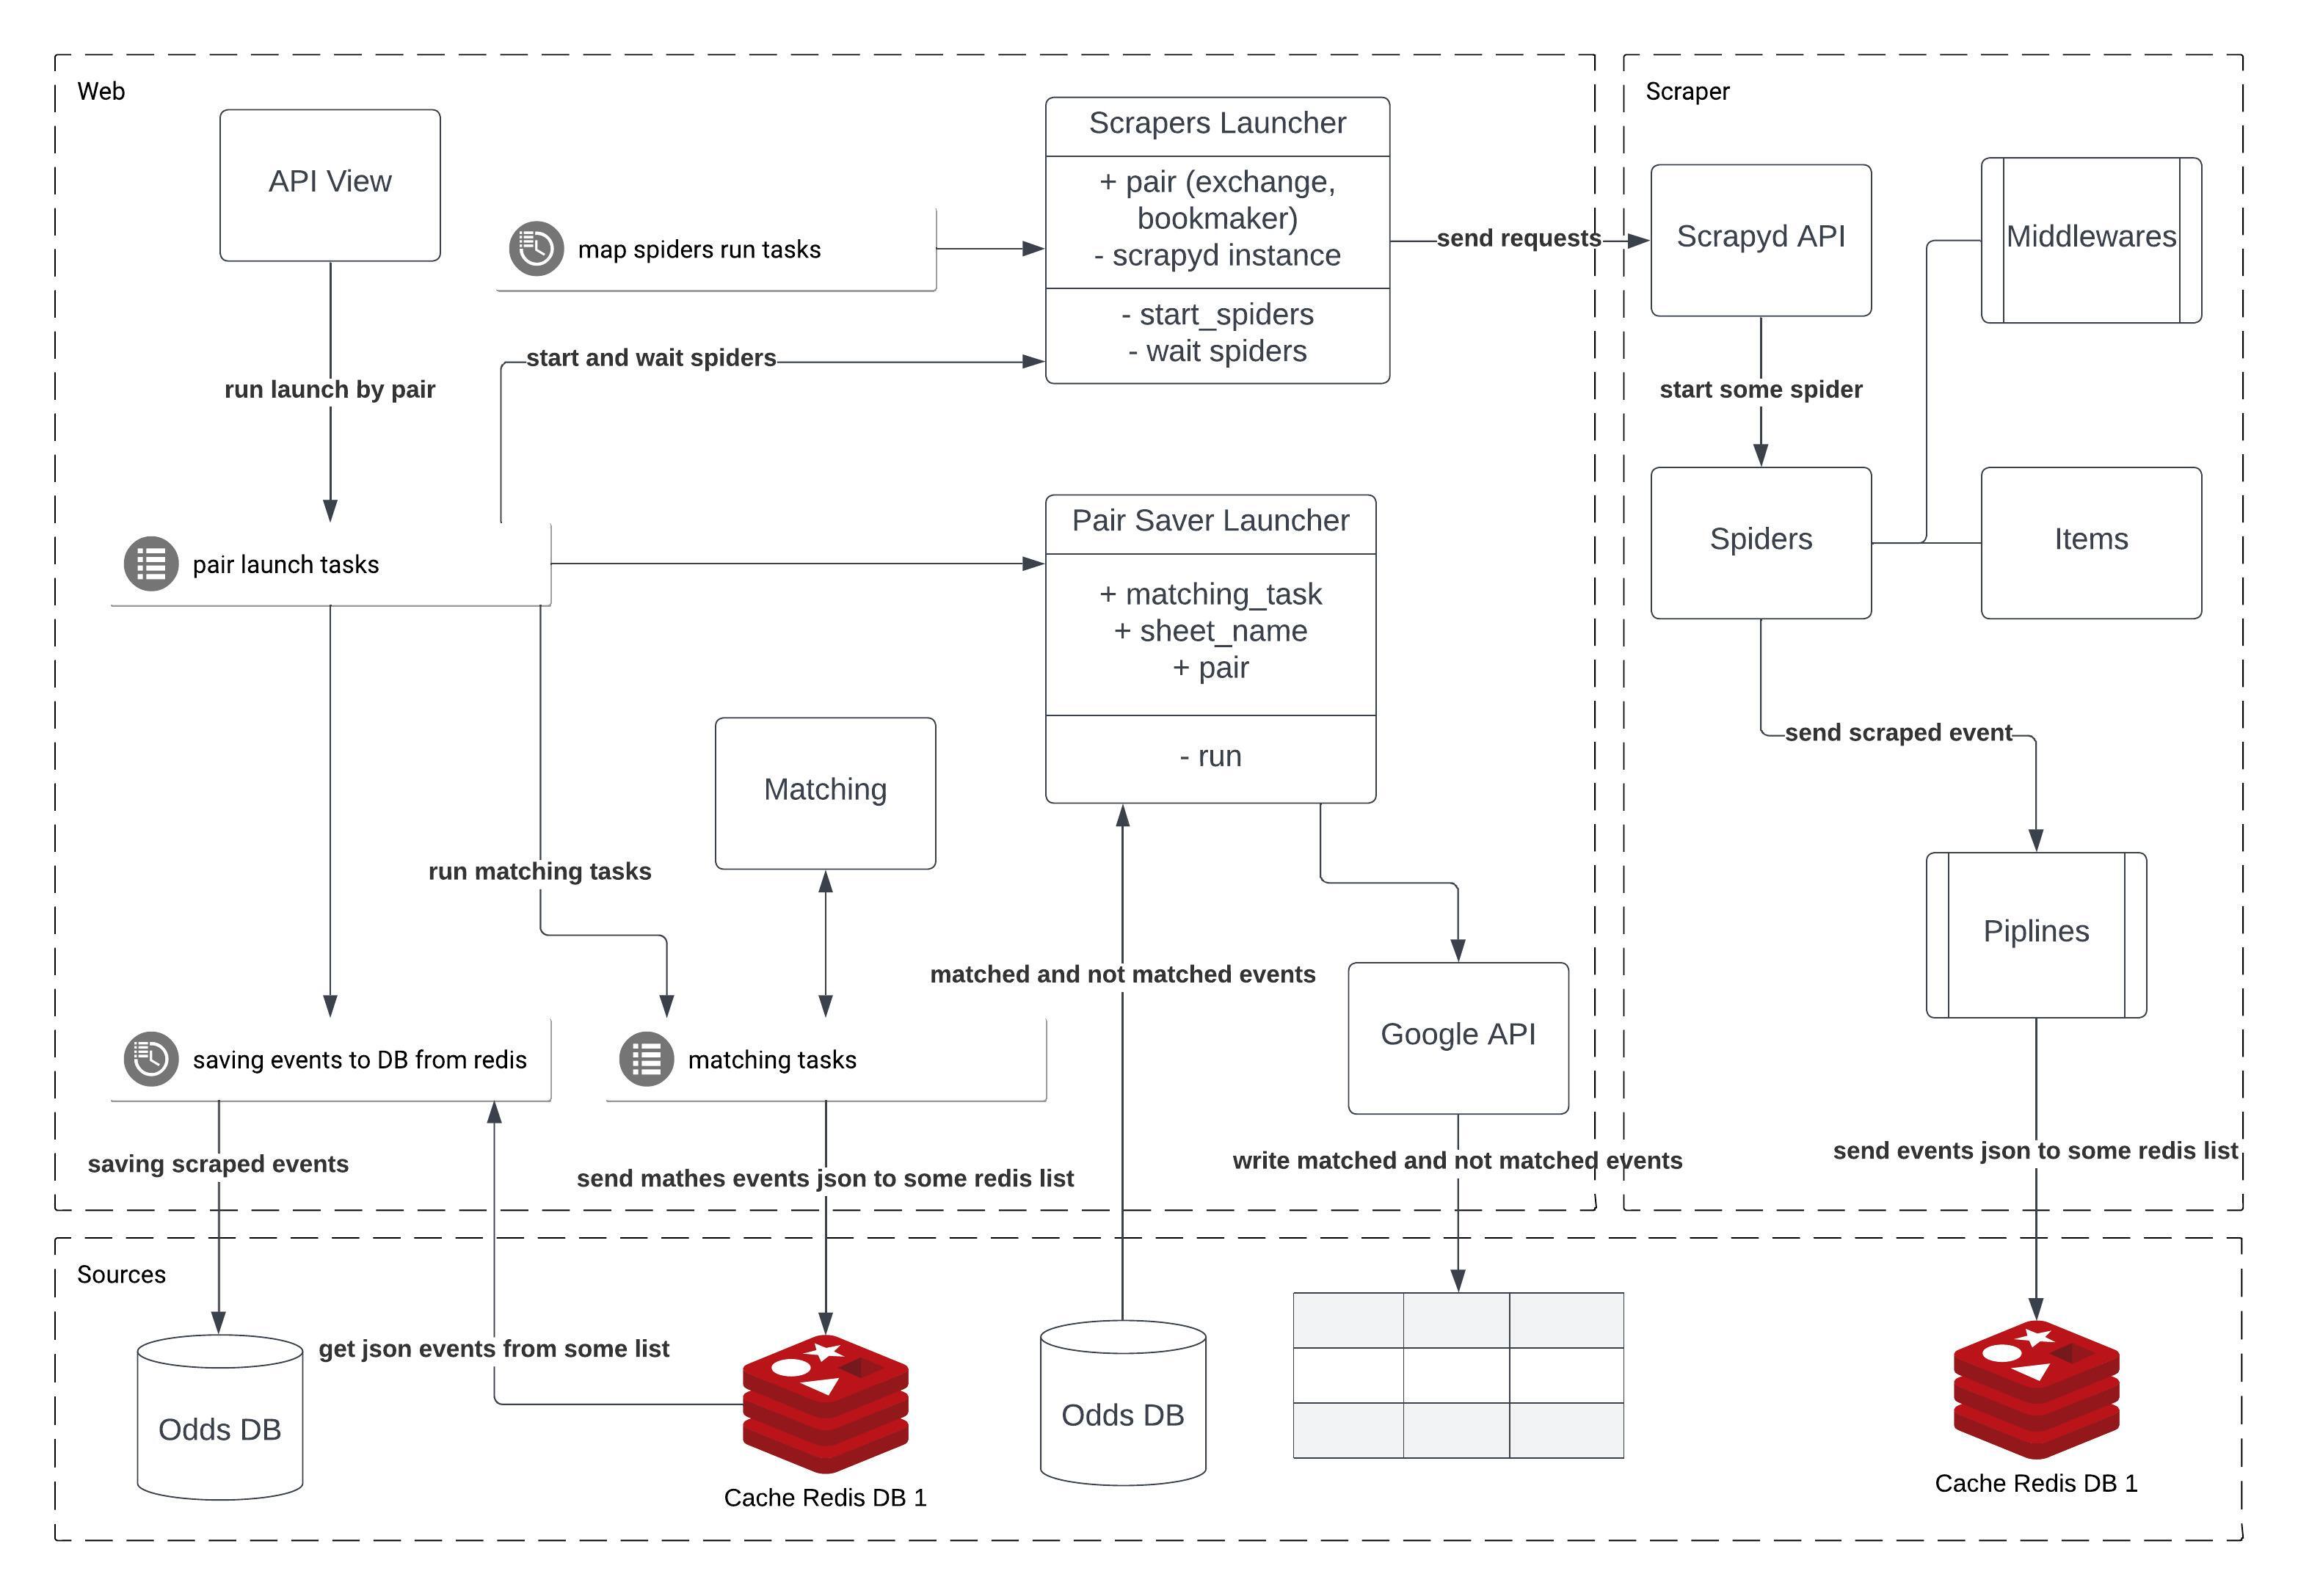 Web
API View
run launch by pair
map spiders run tasks
start and wait spiders
Scrapers Launcher
+ pair (exchange,
bookmaker)
- scrapyd instance
- start_spiders
- wait spiders
send requests
pair launch tasks
Pair Saver Launcher
+ matching_task
+ sheet_name
+ pair
- run
Matching
run matching tasks
matched and not matched events
Google API
saving events to DB from redis
matching tasks
saving scraped events
send mathes events json to some redis list
write matched and not matched events
Scraper
Scrapyd API
Middlewares
start some spider
Spiders
Items
send scraped event
Piplines
send events json to some redis list
Sources
Odds DB
get json events from some list
Cache Redis DB 1
Odds DB
Cache Redis DB 1